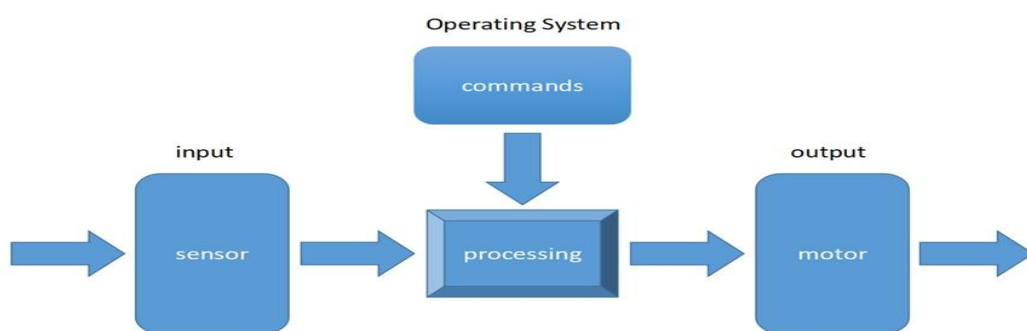 Operating System
commands
input
output
sensor
processing
motor